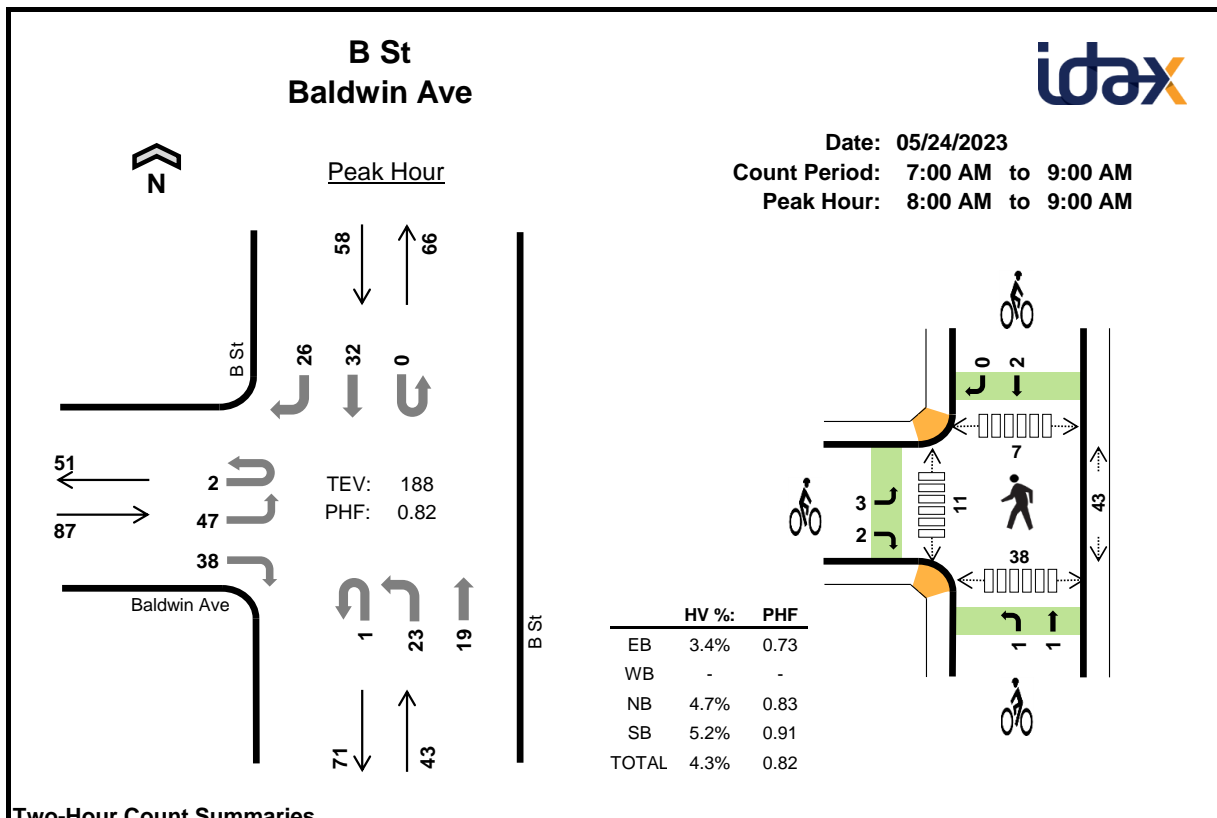 B St
Baldwin Ave
idax
N
Peak Hour
Date: 05/24/2023
Count Period: 7:00 AM to 9:00 AM
Peak Hour: 8:00 AM to 9:00 AM
58
66
B St
26
32
0
51
87
2
47
38
TEV: 188
PHF: 0.82
Baldwin Ave
1
23
19
B St
71
43
0
2
7
3
2
11
43
38
1
1
HV %: PHF
EB 3.4% 0.73
WB - -
NB 4.7% 0.83
SB 5.2% 0.91
TOTAL 4.3% 0.82
Two-Hour Count Summaries